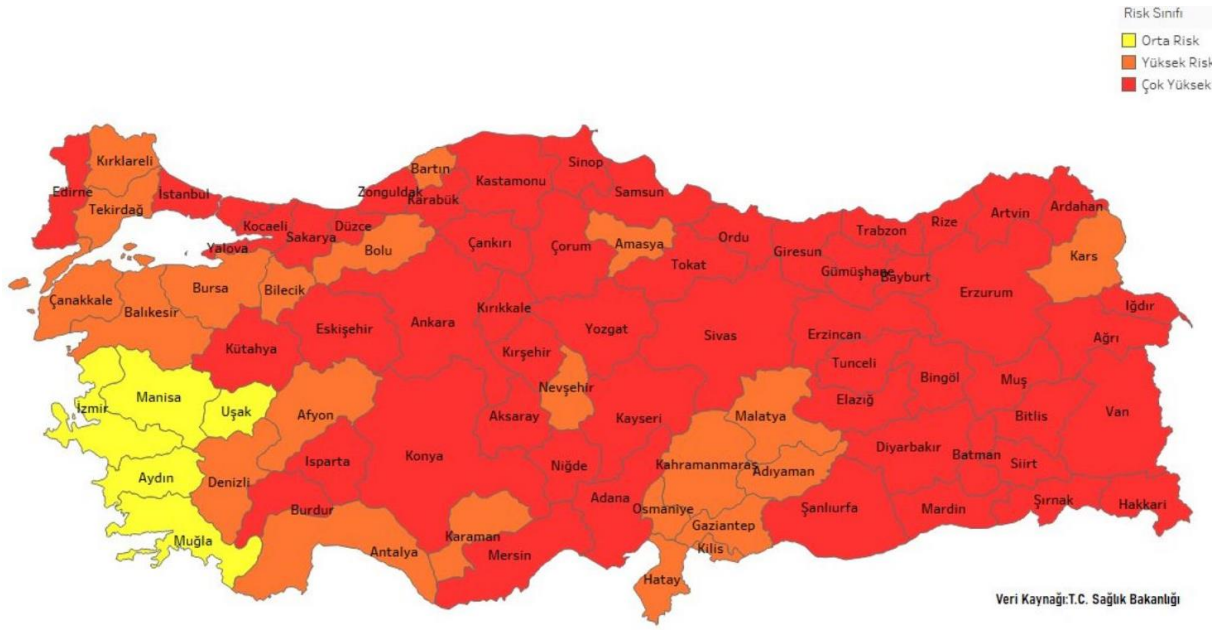 Risk Sınıfı
Orta Risk
Yüksek Risk
Çok Yüksek
Kırklareli
Edirne
Tekirdağ
İstanbul
Kocaeli
Yalova
Sakarya
Düzce
Zonguldak
Bartın
Karabük
Kastamonu
Sinop
Samsun
Bolu
Çankırı
Çorum
Amasya
Ordu
Tokat
Giresun
Trabzon
Gümüşhane
Bayburt
Rize
Artvin
Ardahan
Kars
Iğdır
Ağrı
Erzurum
Çanakkale
Balıkesir
Bursa
Bilecik
Kütahya
Eskişehir
Ankara
Kırıkkale
Kırşehir
Yozgat
Sivas
Erzincan
Tunceli
Elazığ
Bingöl
Muş
Bitlis
Van
İzmir
Manisa
Uşak
Afyon
Nevşehir
Aksaray
Kayseri
Malatya
Aydın
Denizli
Isparta
Konya
Niğde
Kahramanmaraş
Adıyaman
Diyarbakır
Batman
Siirt
Muğla
Burdur
Antalya
Karaman
Mersin
Adana
Osmaniye
Gaziantep
Kilis
Hatay
Şanlıurfa
Mardin
Şırnak
Hakkari
Veri Kaynağı:T.C. Sağlık Bakanlığı